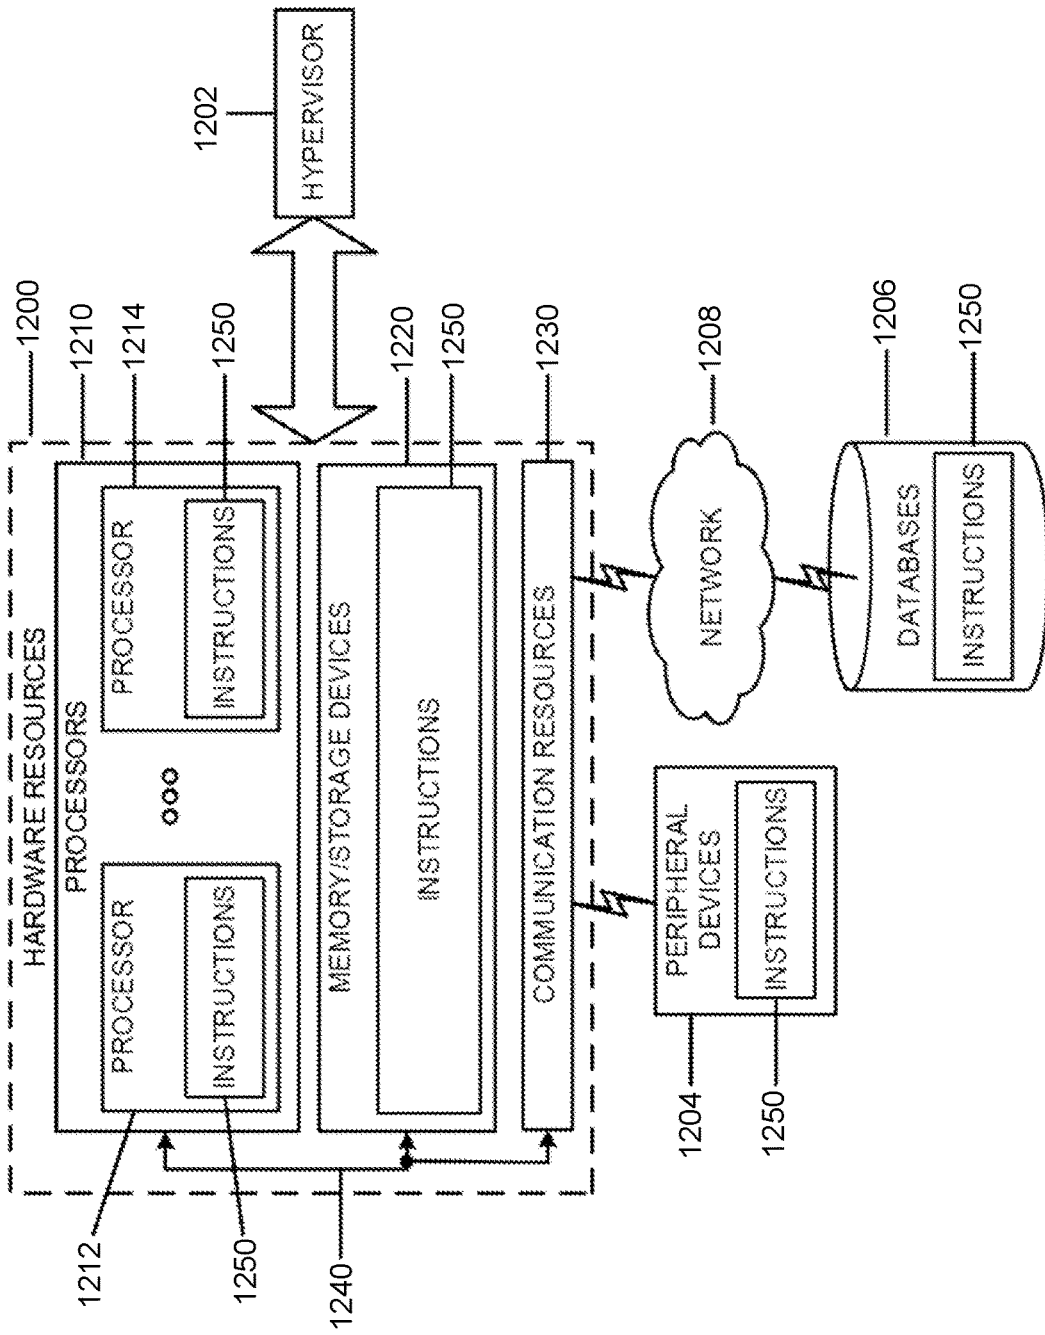 HARDWARE RESOURCES
1200
PROCESSORS
1210
PROCESSOR
INSTRUCTIONS
1212
1250
PROCESSOR
INSTRUCTIONS
1214
1250
HYPERVISOR
1202
MEMORY/STORAGE DEVICES
1220
INSTRUCTIONS
1250
COMMUNICATION RESOURCES
1230
1240
PERIPHERAL
DEVICES
INSTRUCTIONS
1204
1250
NETWORK
1208
DATABASES
INSTRUCTIONS
1206
1250